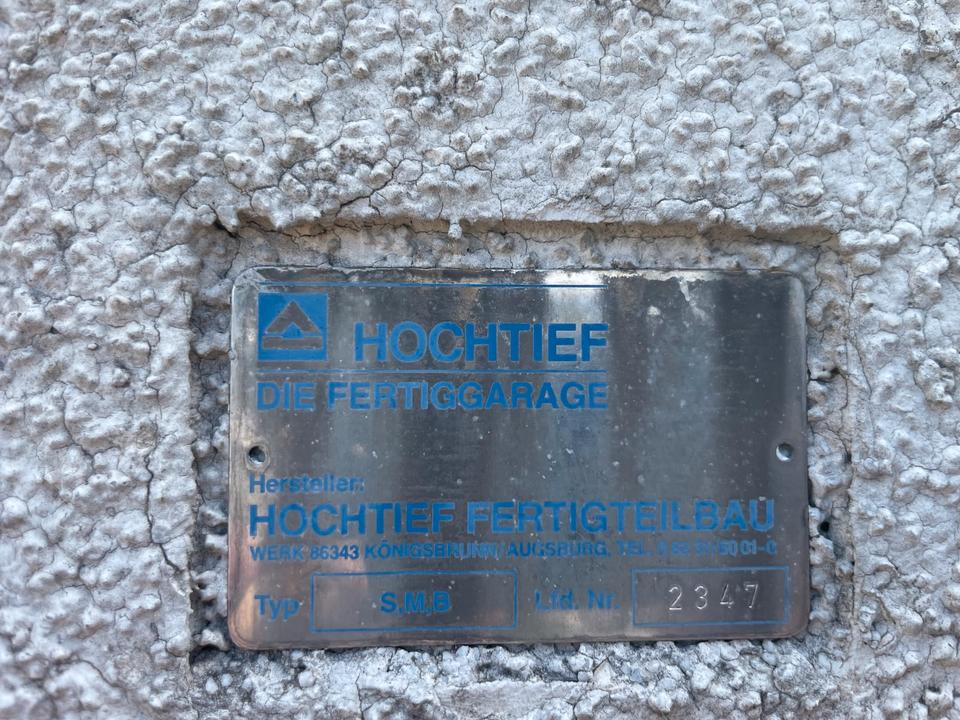 HOCHTIEF
DIE FERTIGGARAGE
Hersteller:
HOCHTIEF FERTIGTEILBAU
WERK 86343 KÖNIGSBRUNN/AUGSBURG, TEL.
Typ S,M,B Lfd. Nr. 2347